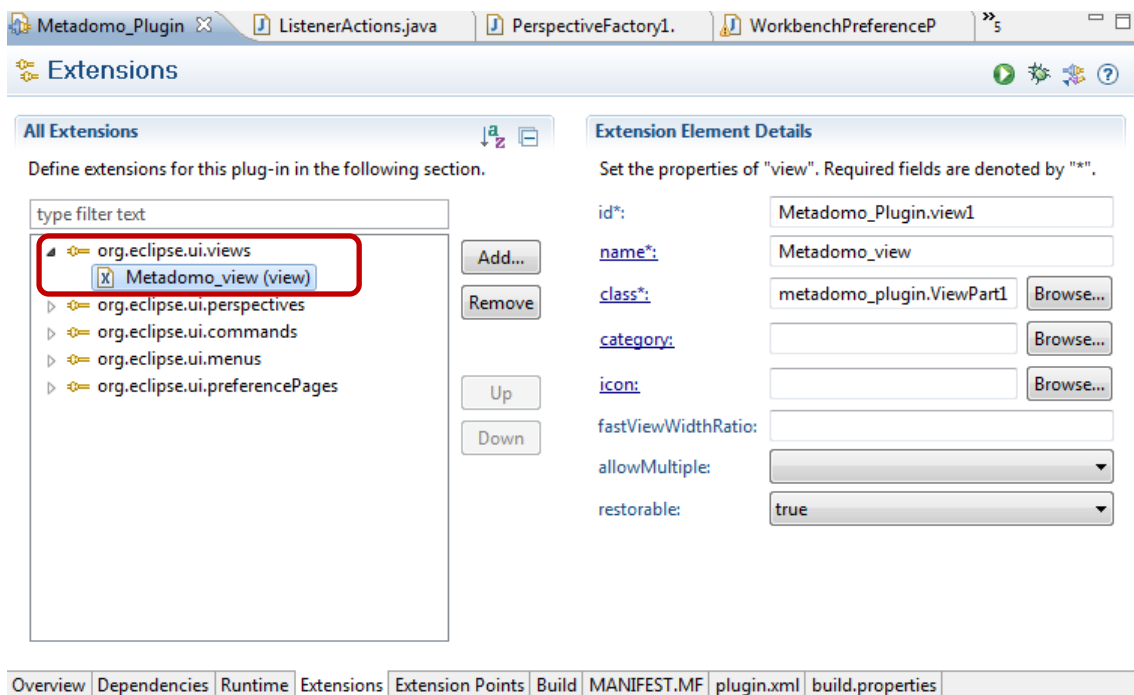 Metadomo_Plugin ListenerActions.java PerspectiveFactory1. WorkbenchPreferenceP »5
Extensions
All Extensions
Define extensions for this plug-in in the following section.
type filter text
org.eclipse.ui.views
Metadomo_view (view)
org.eclipse.ui.perspectives
org.eclipse.ui.commands
org.eclipse.ui.menus
org.eclipse.ui.preferencePages
Add...
Remove
Up
Down
Extension Element Details
Set the properties of "view". Required fields are denoted by "*".
id*: Metadomo_Plugin.view1
name*: Metadomo_view
class*: metadomo_plugin.ViewPart1 Browse...
category: Browse...
icon: Browse...
fastViewWidthRatio:
allowMultiple:
restorable: true
Overview Dependencies Runtime Extensions Extension Points Build MANIFEST.MF plugin.xml build.properties